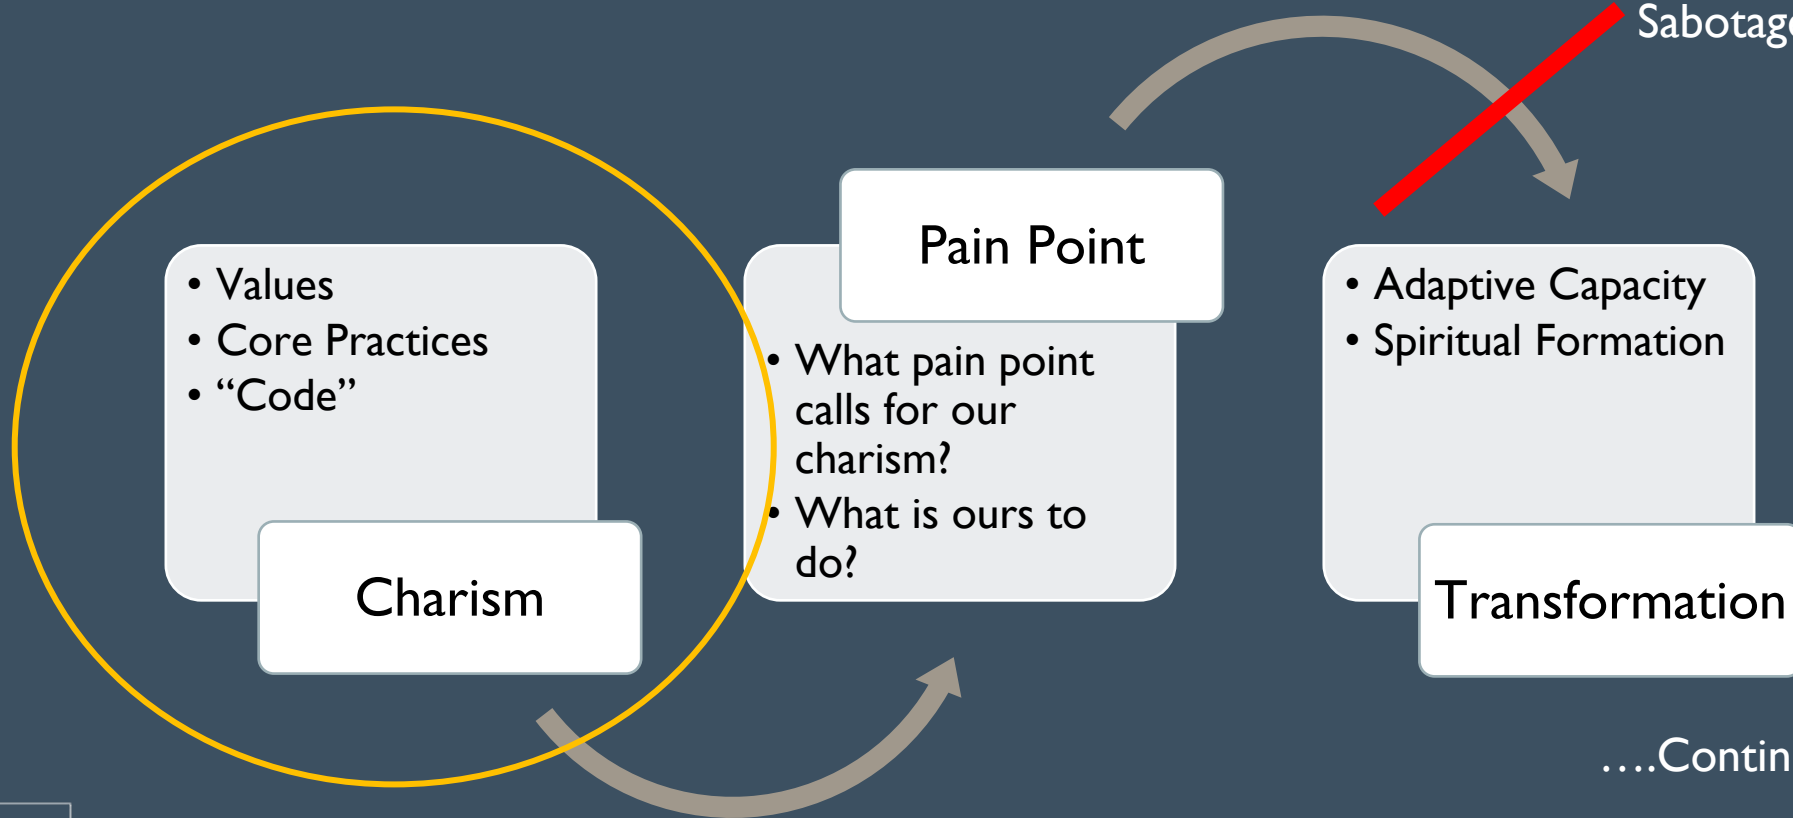 Sabotage
• Values
• Core Practices
• “Code”
Charism
Pain Point
• What pain point
calls for our
charism?
• What is ours to
do?
• Adaptive Capacity
• Spiritual Formation
Transformation
….Contin